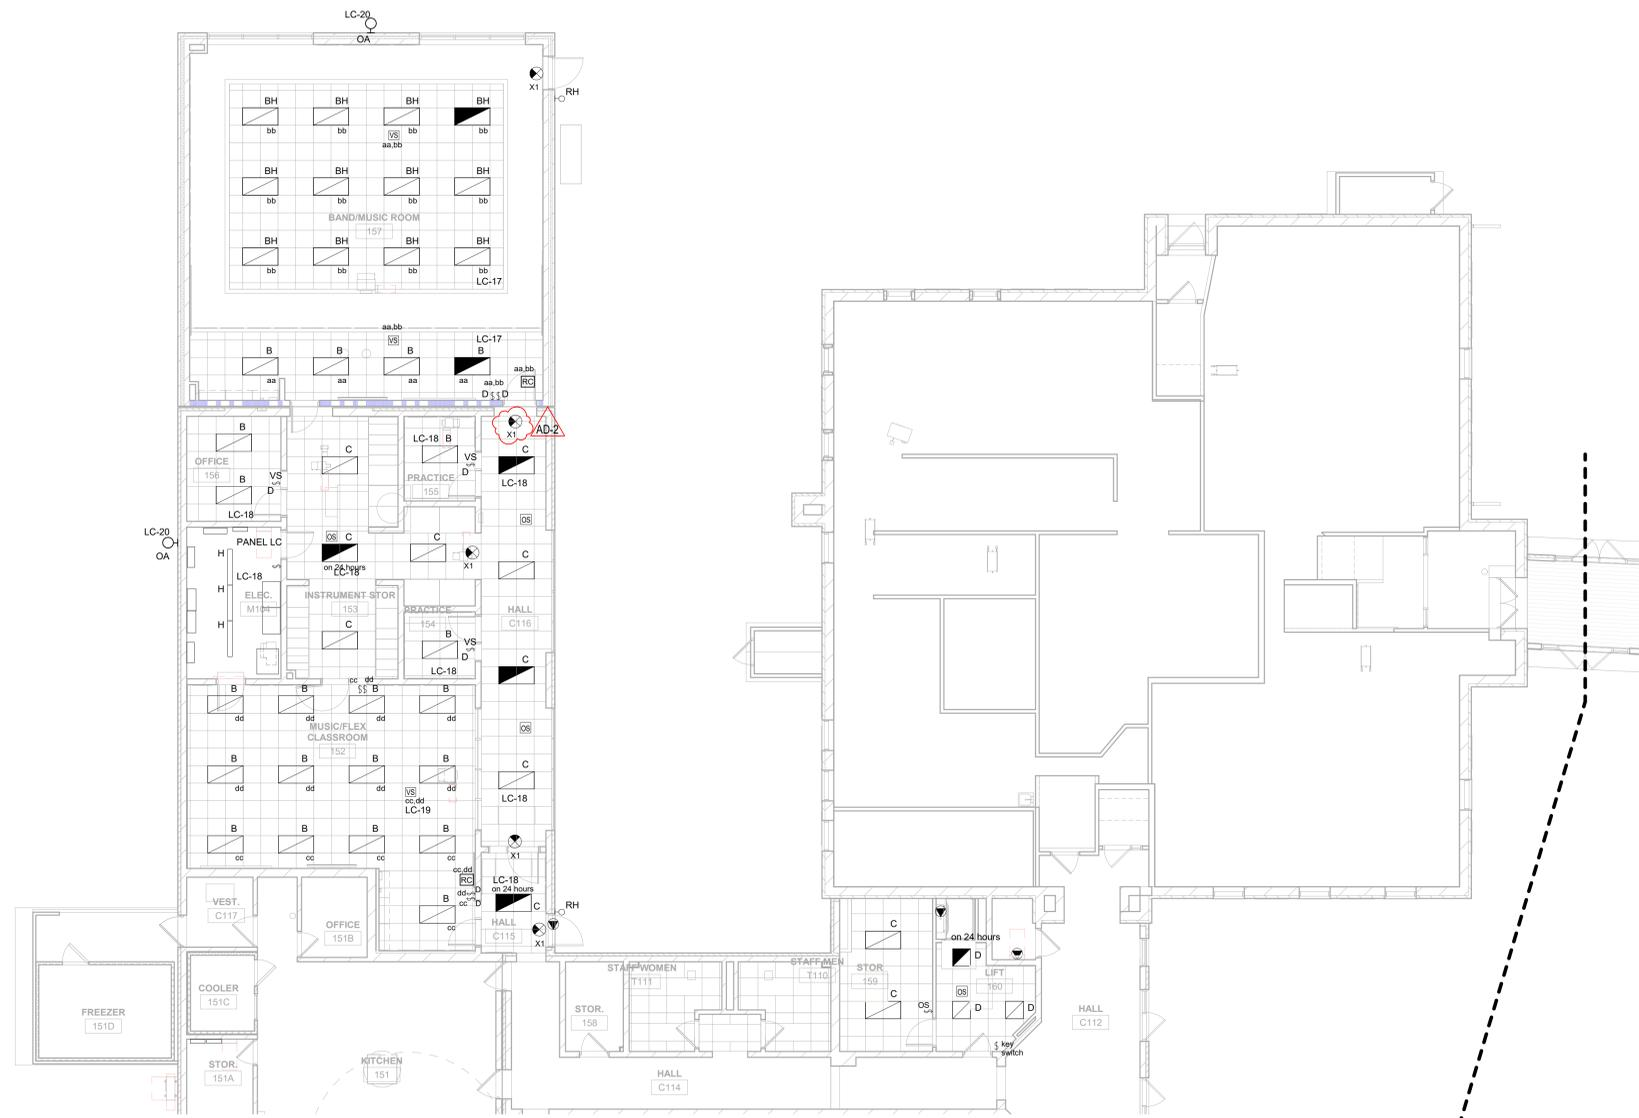 LC-20
OA
X1
RH
BH BH BH BH
bb bb bb bb
VS
aa,bb
BH BH BH BH
bb bb bb bb
BAND/MUSIC ROOM
157
BH BH BH BH
bb bb bb bb
LC-17
aa,bb
VS
LC-17
B B B B
aa aa aa aa
aa,bb
RC
aa,bb
D $ $ D
X1
AD-2
B
OFFICE
156
B
VS
$
D
LC-18
C
LC-18 B
VS
$
D
PRACTICE
155
C
LC-18
OS
LC-20
OA
PANEL LC
H
LC-18
$
H
ELEC.
M104
H
OS
C
on 24 hours
LC-18
C
X1
INSTRUMENT STOR
153
C
PRACTICE
154
B
VS
$
D
LC-18
C
HALL
C116
C
OS
C
LC-18
X1
cc dd
$ $
B B B B
dd dd dd dd
MUSIC/FLEX
CLASSROOM
152
B B B B
dd dd dd dd
VS
cc,dd
LC-19
B B B B
cc cc cc cc
cc,dd
RC
dd $ D
cc $ D
B
cc
LC-18
on 24 hours
C
HALL
C115
X1
RH
VEST.
C117
OFFICE
151B
COOLER
151C
FREEZER
151D
STOR.
151A
KITCHEN
151
STAFF WOMEN
T111
STAFF MEN
T110
STOR.
158
HALL
C114
C
STOR
159
C
OS
$
on 24 hours
D
LIFT
160
OS
D
D
$ key
switch
HALL
C112